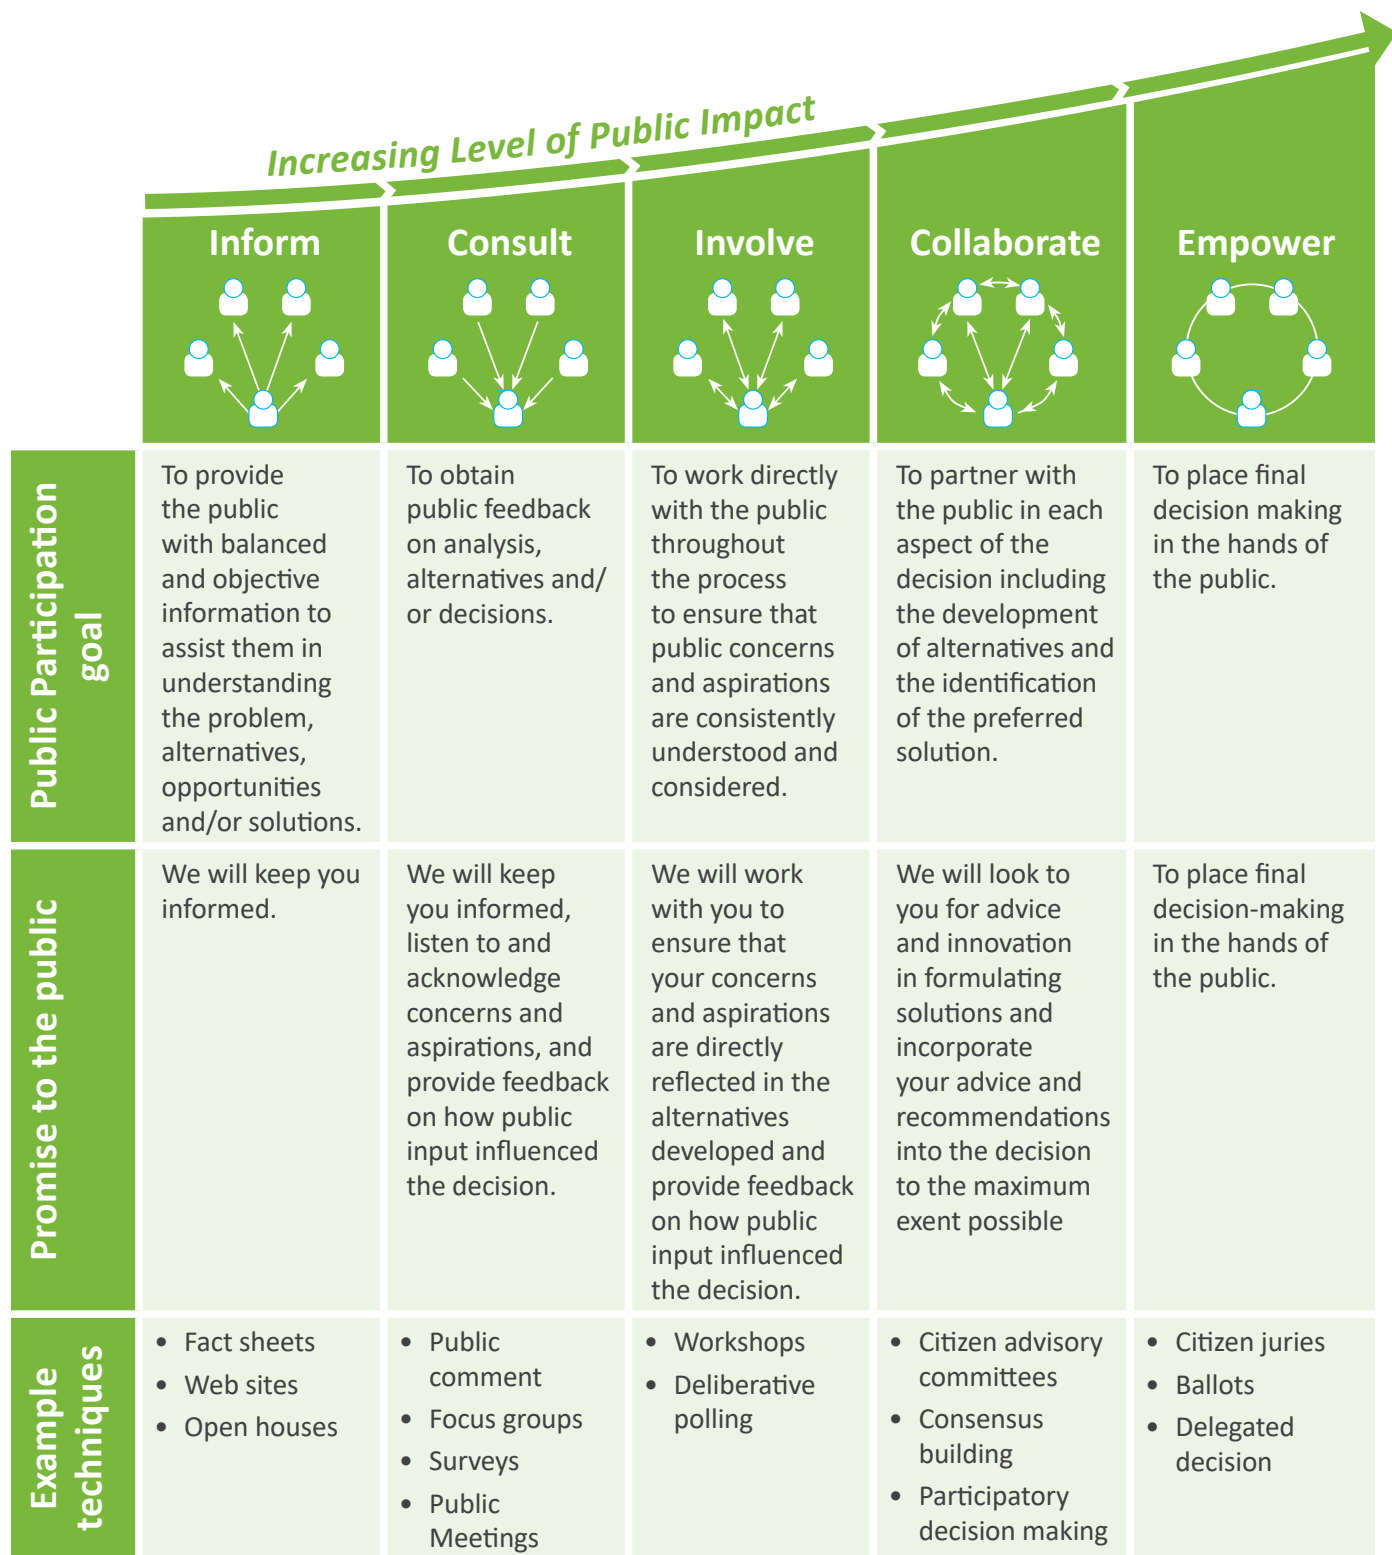 Increasing Level of Public Impact
Inform
Consult
Involve
Collaborate
Empower
Public Participation
goal
To provide
the public
with balanced
and objective
information to
assist them in
understanding
the problem,
alternatives,
opportunities
and/or solutions.
To obtain
public feedback
on analysis,
alternatives and/
or decisions.
To work directly
with the public
throughout
the process
to ensure that
public concerns
and aspirations
are consistently
understood and
considered.
To partner with
the public in each
aspect of the
decision including
the development
of alternatives and
the identification
of the preferred
solution.
To place final
decision making
in the hands of
the public.
Promise to the public
We will keep you
informed.
We will keep
you informed,
listen to and
acknowledge
concerns and
aspirations, and
provide feedback
on how public
input influenced
the decision.
We will work
with you to
ensure that
your concerns
and aspirations
are directly
reflected in the
alternatives
developed and
provide feedback
on how public
input influenced
the decision.
We will look to
you for advice
and innovation
in formulating
solutions and
incorporate
your advice and
recommendations
into the decision
to the maximum
exent possible
To place final
decision-making
in the hands of
the public.
Example
techniques
• Fact sheets
• Web sites
• Open houses
• Public
comment
• Focus groups
• Surveys
• Public
Meetings
• Workshops
• Deliberative
polling
• Citizen advisory
committees
• Consensus
building
• Participatory
decision making
• Citizen juries
• Ballots
• Delegated
decision